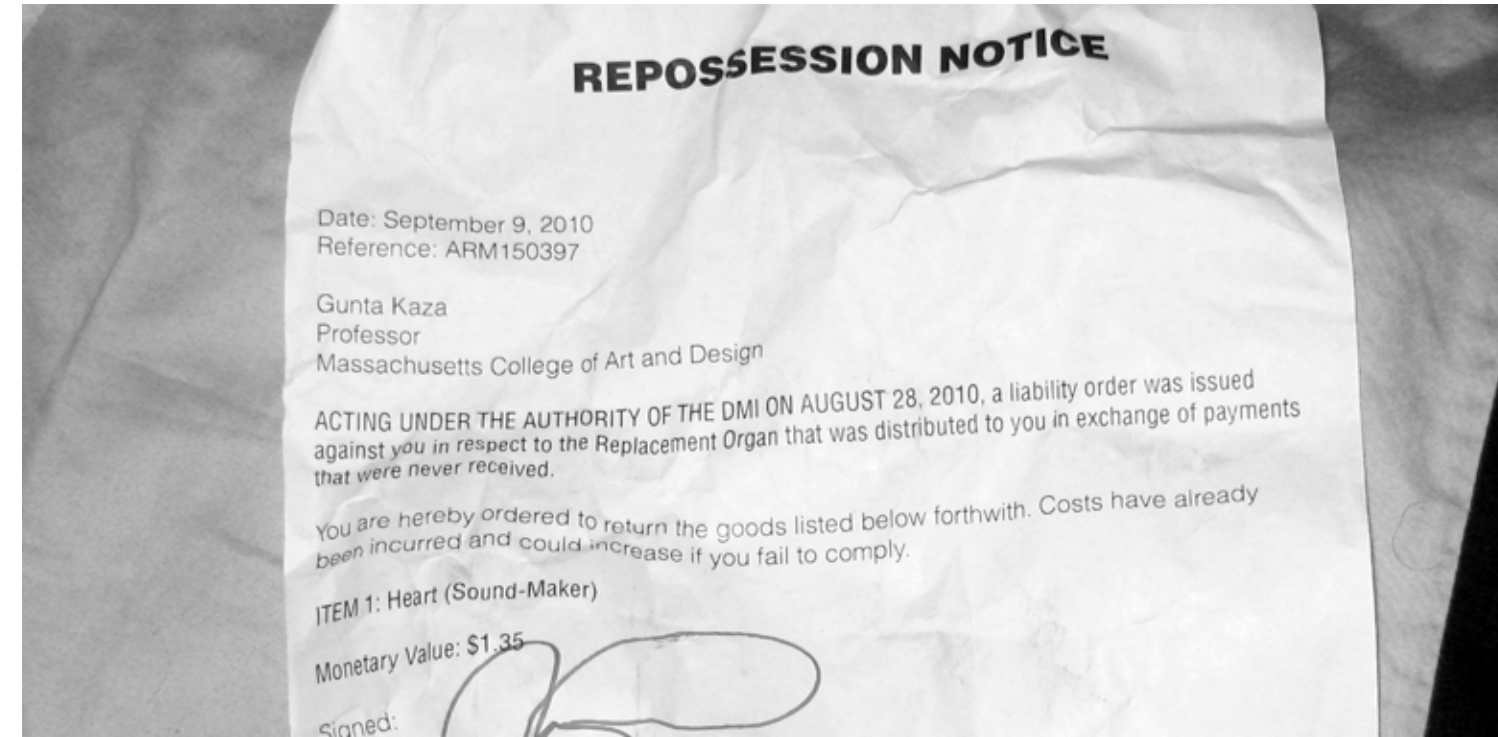 REPOSSESSION NOTICE
Date: September 9, 2010
Reference: ARM150397
Gunta Kaza
Professor
Massachusetts College of Art and Design
ACTING UNDER THE AUTHORITY OF THE DMI ON AUGUST 28, 2010, a liability order was issued
against you in respect to the Replacement Organ that was distributed to you in exchange of payments
that were never received.
You are hereby ordered to return the goods listed below forthwith. Costs have already
been incurred and could increase if you fail to comply.
ITEM 1: Heart (Sound-Maker)
Monetary Value: $1.35
Signed: